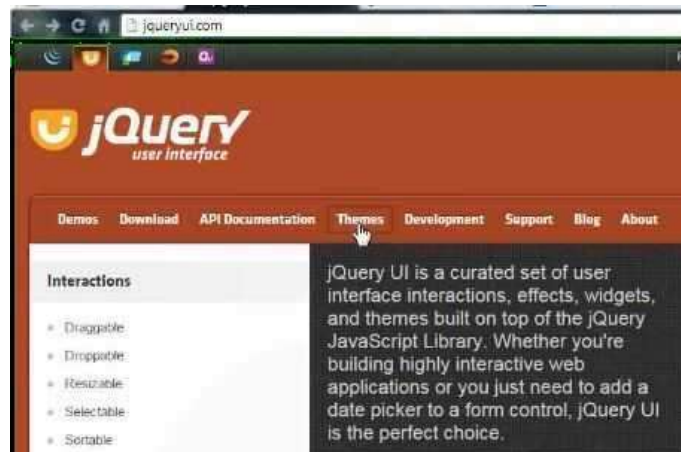 jqueryui.com
jQuery
user interface
Demos Download API Documentation Themes Development Support Blog About
Interactions
Draggable
Droppable
Resizable
Selectable
Sortable
jQuery UI is a curated set of user
interface interactions, effects, widgets,
and themes built on top of the jQuery
JavaScript Library. Whether you're
building highly interactive web
applications or you just need to add a
date picker to a form control, jQuery UI
is the perfect choice.